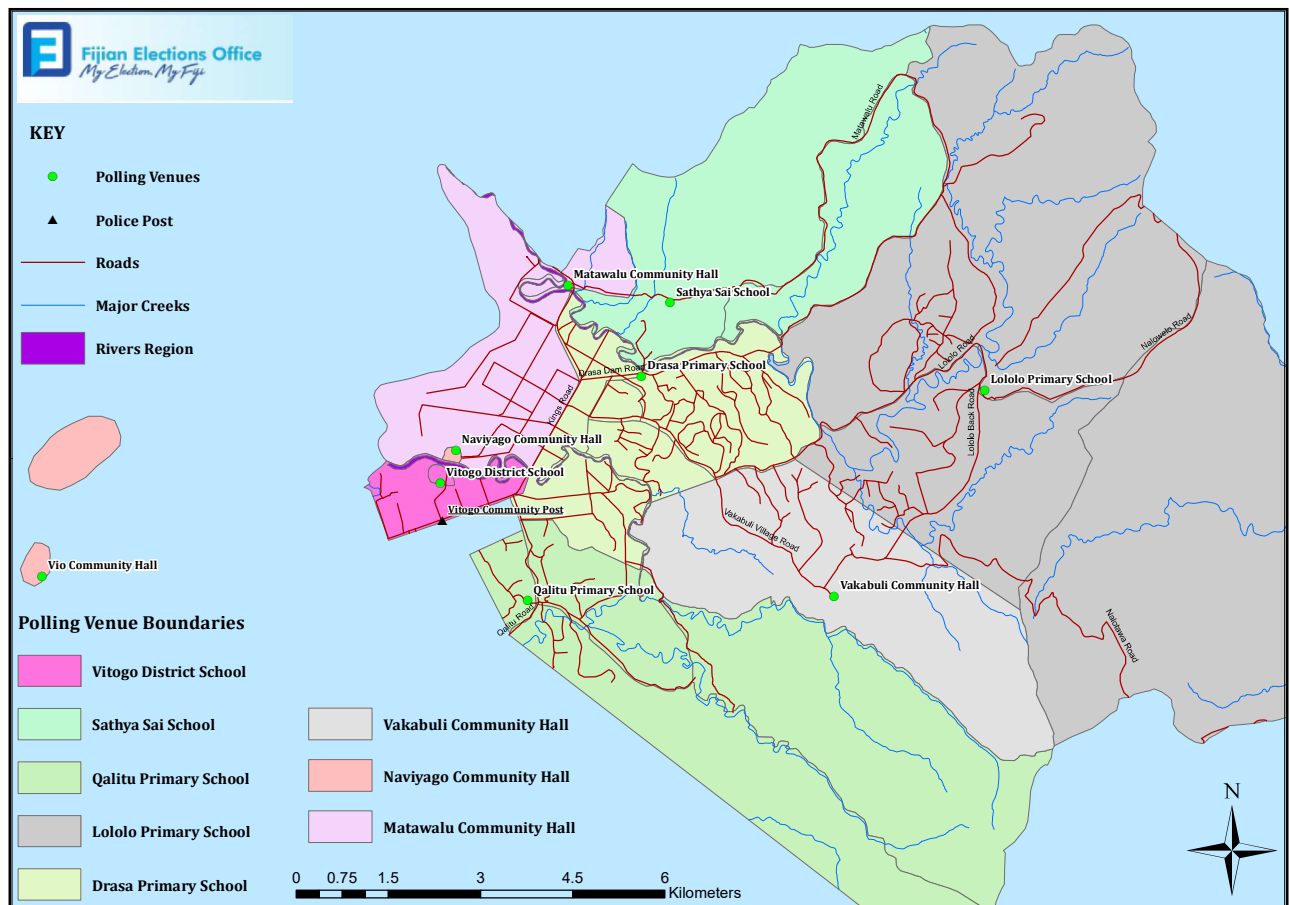 Fijian Elections Office
My Election, My Fiji
KEY
Polling Venues
Police Post
Roads
Major Creeks
Rivers Region
Matawalu Road
Matawalu Community Hall
Sathya Sai School
Nalowelo Road
Lololo Road
Drasa Dam Road
Drasa Primary School
Lololo Primary School
Kings Road
Lololo Back Road
Naviyago Community Hall
Vitogo District School
Vitogo Community Post
Vakabuli Village Road
Vio Community Hall
Qalitu Primary School
Vakabuli Community Hall
Qalitu Road
Nalotawa Road
Polling Venue Boundaries
Vitogo District School
Sathya Sai School
Qalitu Primary School
Lololo Primary School
Drasa Primary School
Vakabuli Community Hall
Naviyago Community Hall
Matawalu Community Hall
N
0 0.75 1.5 3 4.5 6
Kilometers